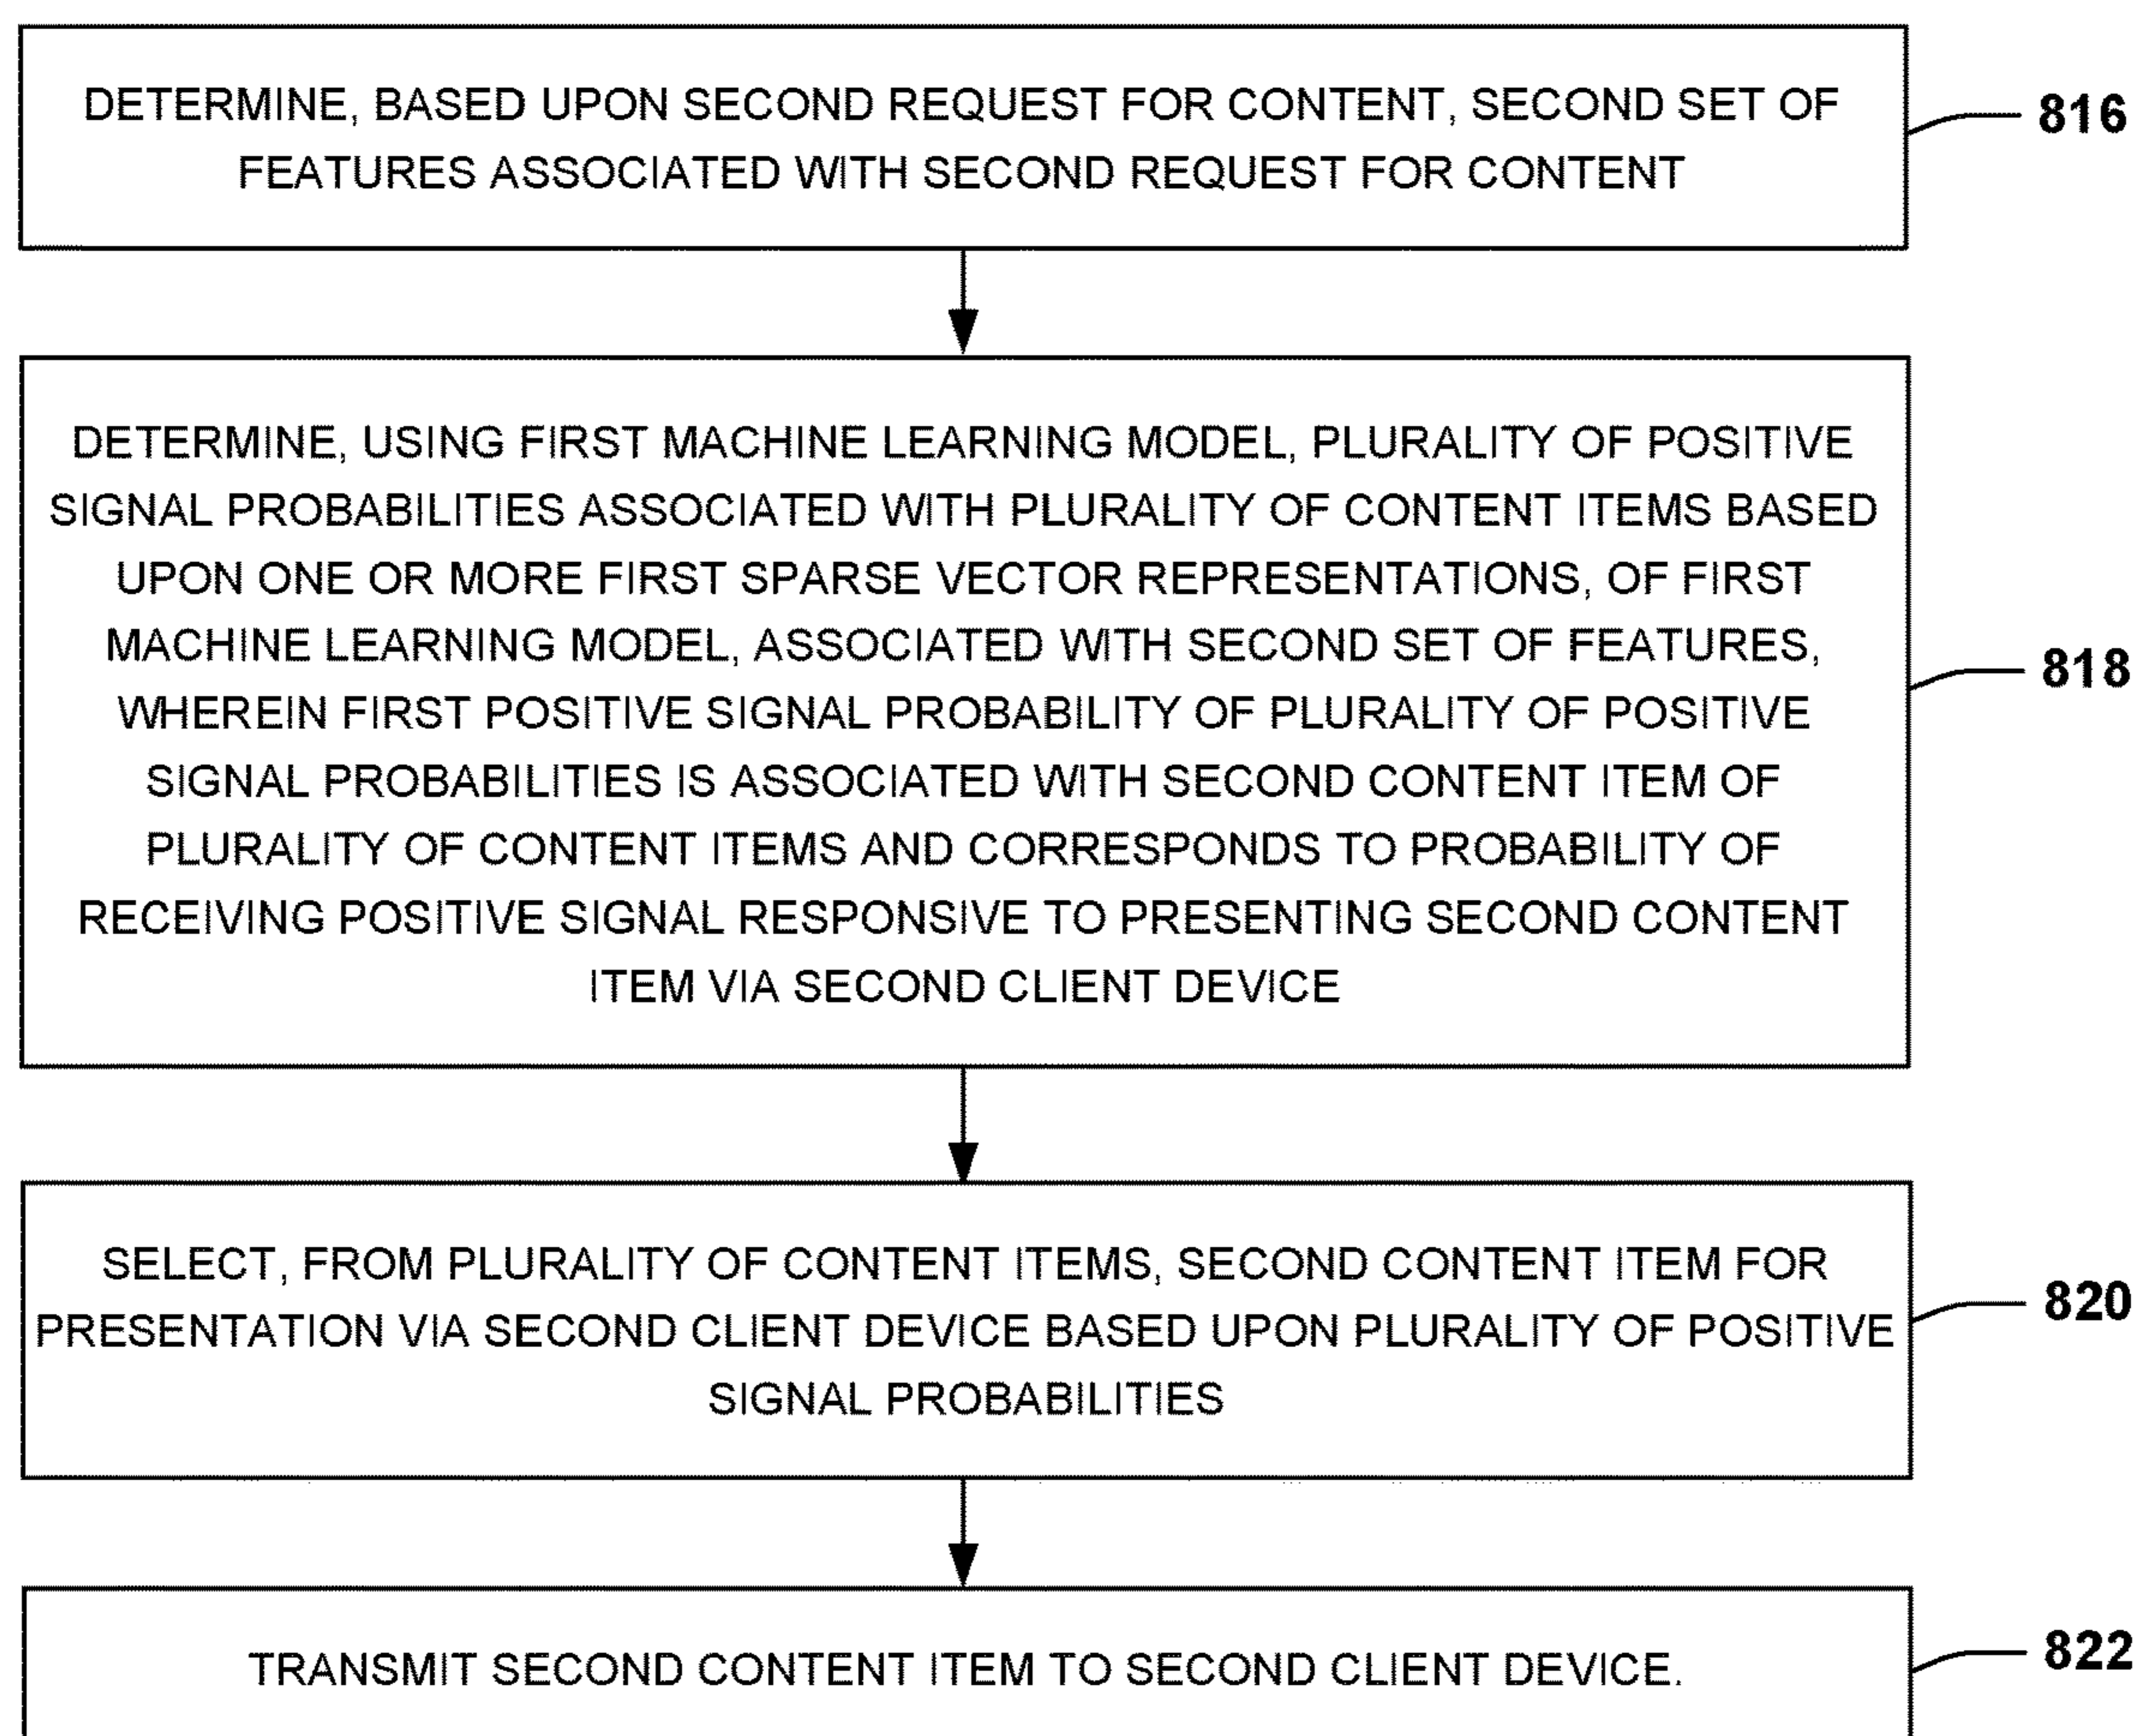 DETERMINE, BASED UPON SECOND REQUEST FOR CONTENT, SECOND SET OF
FEATURES ASSOCIATED WITH SECOND REQUEST FOR CONTENT
816
DETERMINE, USING FIRST MACHINE LEARNING MODEL, PLURALITY OF POSITIVE
SIGNAL PROBABILITIES ASSOCIATED WITH PLURALITY OF CONTENT ITEMS BASED
UPON ONE OR MORE FIRST SPARSE VECTOR REPRESENTATIONS, OF FIRST
MACHINE LEARNING MODEL, ASSOCIATED WITH SECOND SET OF FEATURES,
WHEREIN FIRST POSITIVE SIGNAL PROBABILITY OF PLURALITY OF POSITIVE
SIGNAL PROBABILITIES IS ASSOCIATED WITH SECOND CONTENT ITEM OF
PLURALITY OF CONTENT ITEMS AND CORRESPONDS TO PROBABILITY OF
RECEIVING POSITIVE SIGNAL RESPONSIVE TO PRESENTING SECOND CONTENT
ITEM VIA SECOND CLIENT DEVICE
818
SELECT, FROM PLURALITY OF CONTENT ITEMS, SECOND CONTENT ITEM FOR
PRESENTATION VIA SECOND CLIENT DEVICE BASED UPON PLURALITY OF POSITIVE
SIGNAL PROBABILITIES
820
TRANSMIT SECOND CONTENT ITEM TO SECOND CLIENT DEVICE.
822